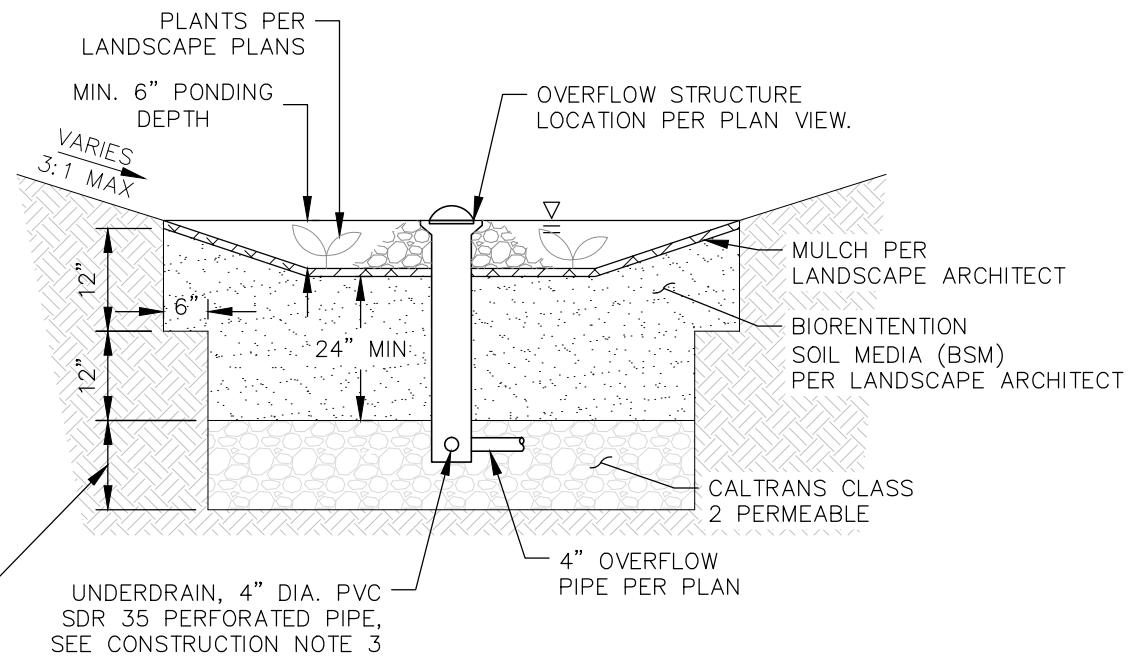 PLANTS PER
LANDSCAPE PLANS
MIN. 6" PONDING
DEPTH
OVERFLOW STRUCTURE
LOCATION PER PLAN VIEW.
VARIES
3:1 MAX
12"
6"
24" MIN
12"
MULCH PER
LANDSCAPE ARCHITECT
BIORENTENTION
SOIL MEDIA (BSM)
PER LANDSCAPE ARCHITECT
CALTRANS CLASS
2 PERMEABLE
4" OVERFLOW
PIPE PER PLAN
UNDERDRAIN, 4" DIA. PVC
SDR 35 PERFORATED PIPE,
SEE CONSTRUCTION NOTE 3